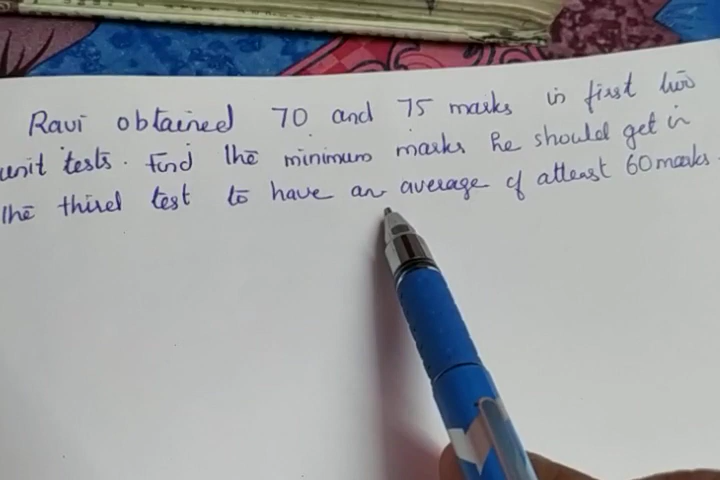 Ravi obtained 70 and 75 marks in first two
unit tests. Find the minimum marks he should get in
the third test to have an average of atleast 60 marks.